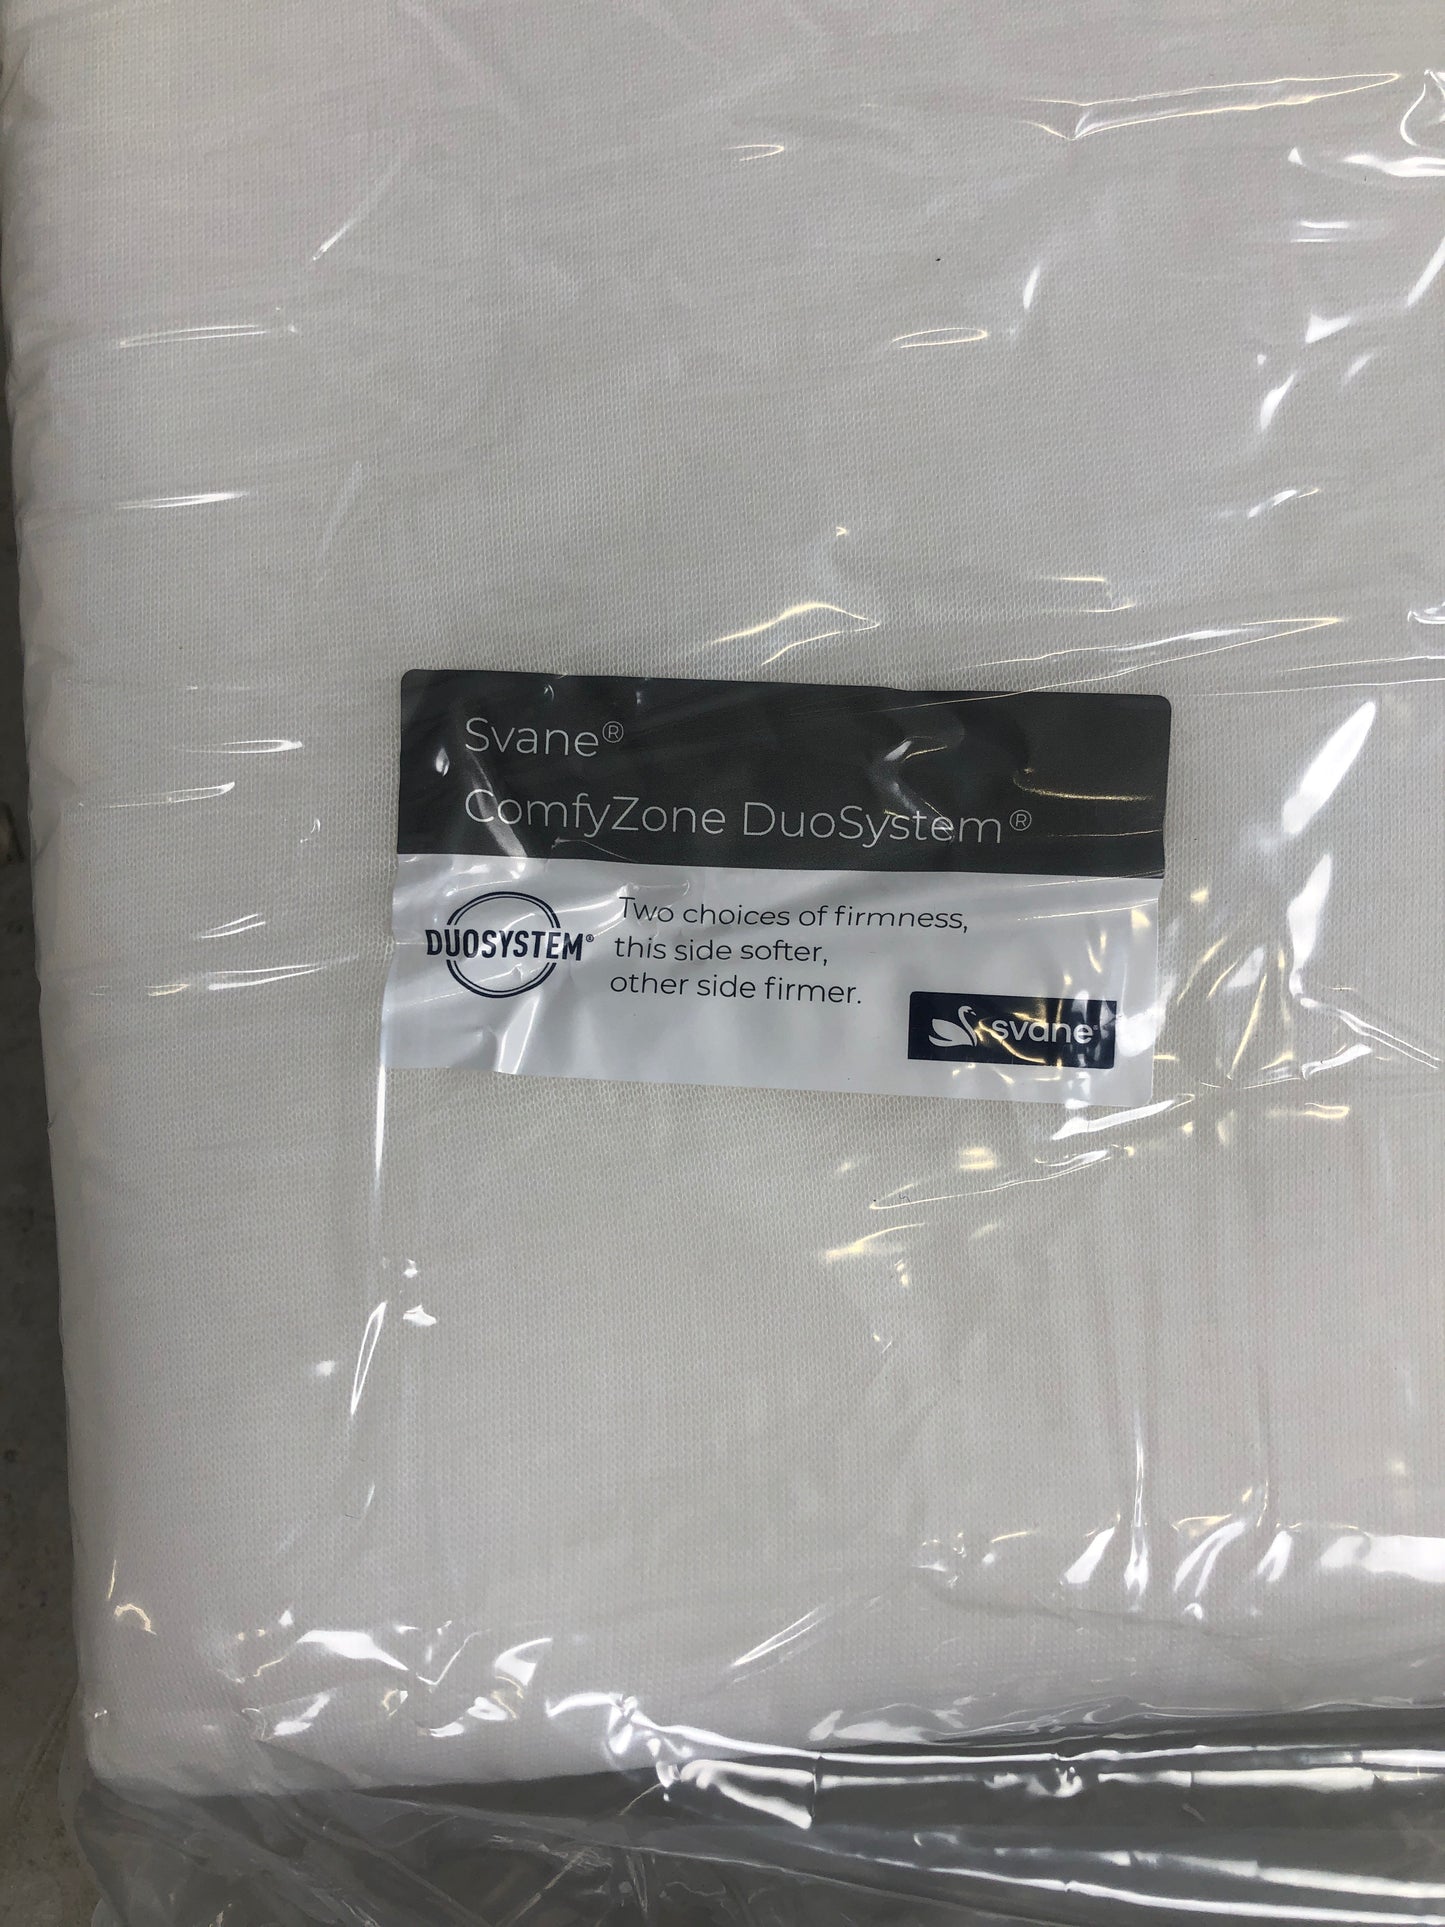 Svane®
ComfyZone DuoSystem®
DUOSYSTEM®
Two choices of firmness,
this side softer,
other side firmer.
svane®